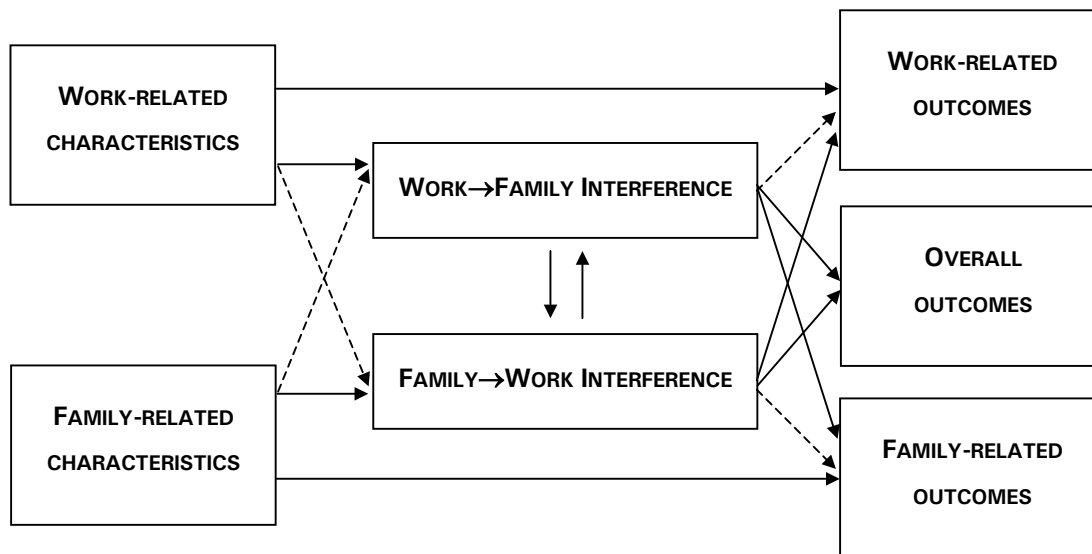 WORK-RELATED
CHARACTERISTICS
FAMILY-RELATED
CHARACTERISTICS
WORK→FAMILY INTERFERENCE
FAMILY→WORK INTERFERENCE
WORK-RELATED
OUTCOMES
OVERALL
OUTCOMES
FAMILY-RELATED
OUTCOMES